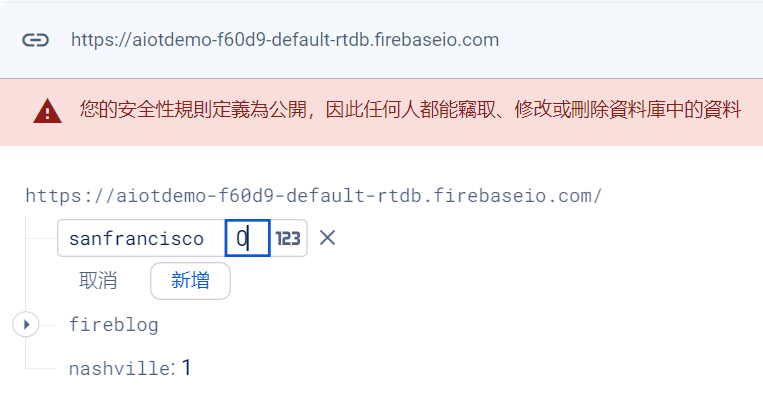 https://aiotdemo-f60d9-default-rtdb.firebaseio.com
您的安全性規則定義為公開，因此任何人都能竊取、修改或刪除資料庫中的資料
https://aiotdemo-f60d9-default-rtdb.firebaseio.com/
sanfrancisco 0 123
取消 新增
fireblog
nashville: 1